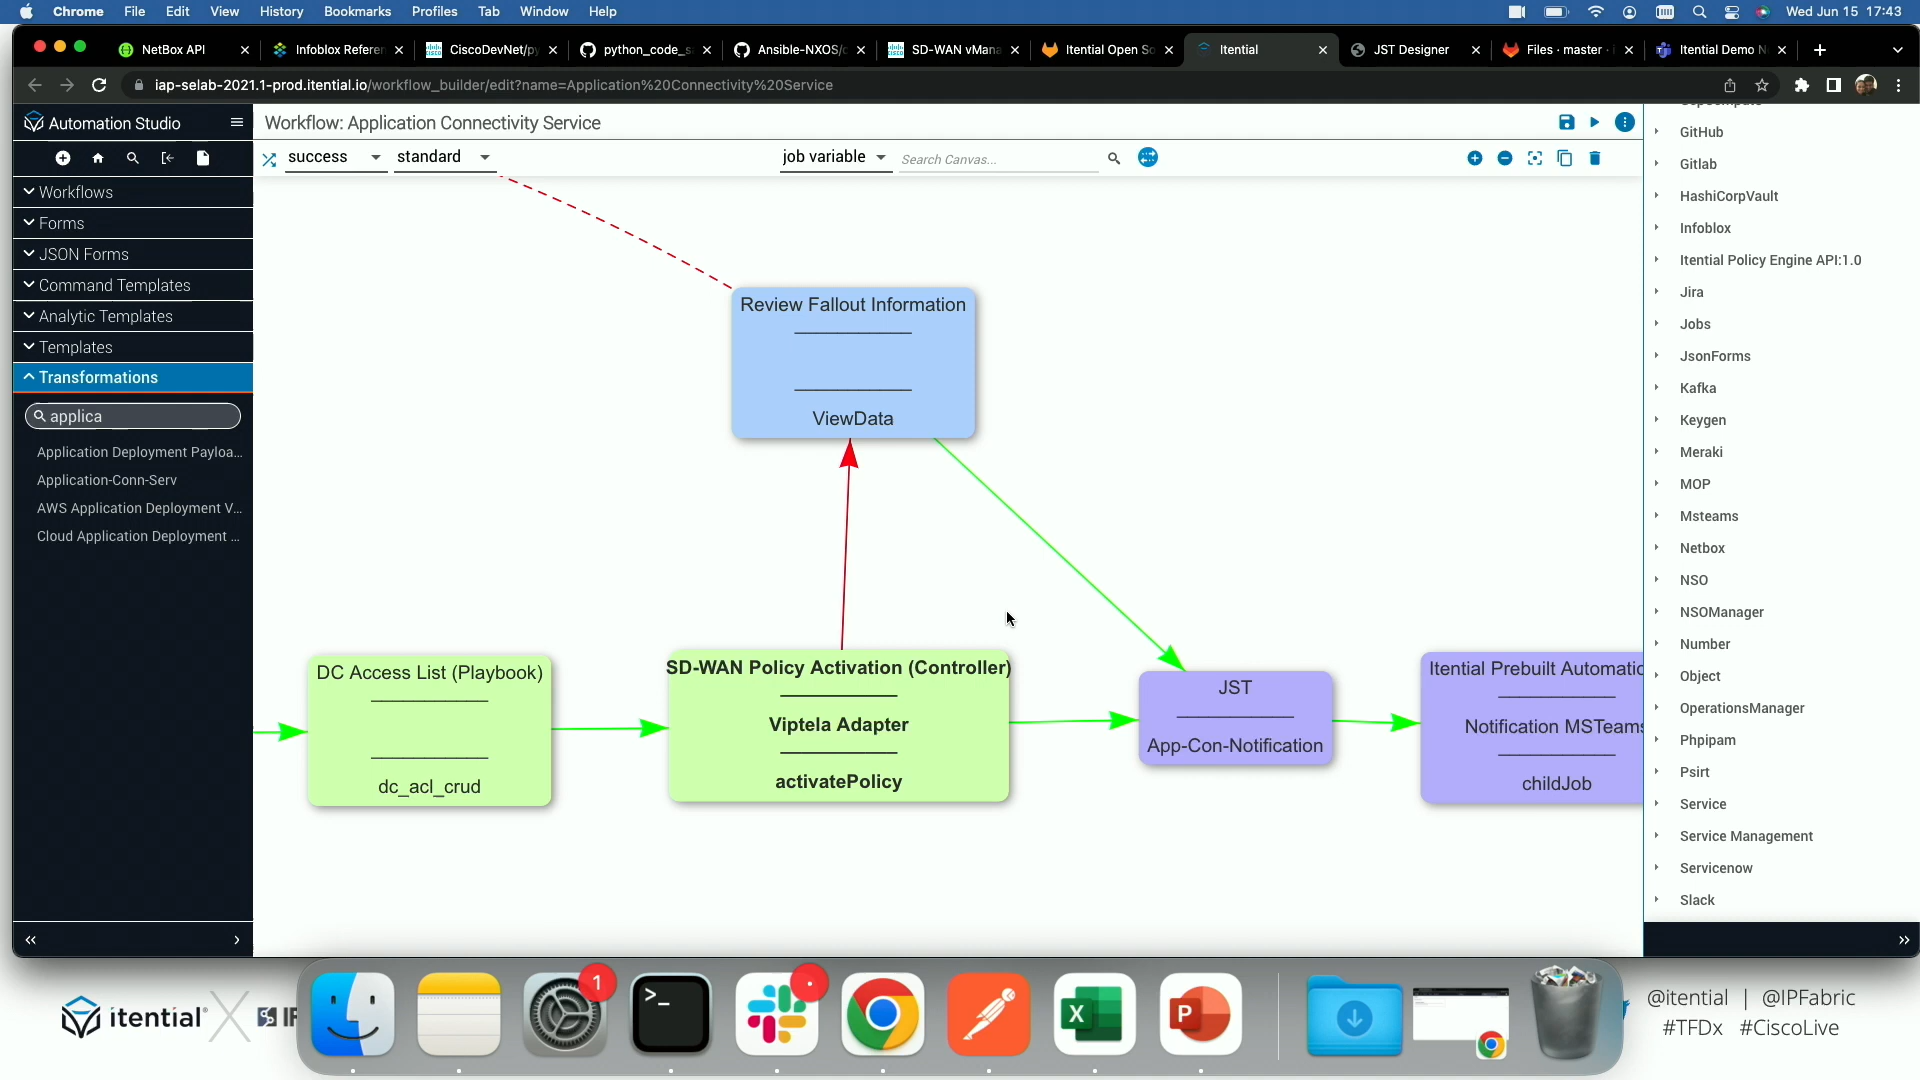 Chrome File Edit View History Bookmarks Profiles Tab Window Help Wed Jun 15 17:43
NetBox API Infoblox Refere CiscoDevNet/py python_code_s Ansible-NXOS/ SD-WAN vMana Itential Open So Itential JST Designer Files · master · Itential Demo N
iap-selab-2021.1-prod.itential.io/workflow_builder/edit?name=Application%20Connectivity%20Service
Automation Studio
Workflow: Application Connectivity Service
success standard job variable Search Canvas...
Workflows
Forms
JSON Forms
Command Templates
Analytic Templates
Templates
Transformations
applica
Application Deployment Payloa...
Application-Conn-Serv
AWS Application Deployment V...
Cloud Application Deployment ...
Review Fallout Information
ViewData
DC Access List (Playbook)
dc_acl_crud
SD-WAN Policy Activation (Controller)
Viptela Adapter
activatePolicy
JST
App-Con-Notification
Itential Prebuilt Automatic
Notification MSTeams
childJob
GitHub
Gitlab
HashiCorpVault
Infoblox
Itential Policy Engine API:1.0
Jira
Jobs
JsonForms
Kafka
Keygen
Meraki
MOP
Msteams
Netbox
NSO
NSOManager
Number
Object
OperationsManager
Phpipam
Psirt
Service
Service Management
Servicenow
Slack
1
itential X IF
@itential | @IPFabric
#TFDx #CiscoLive